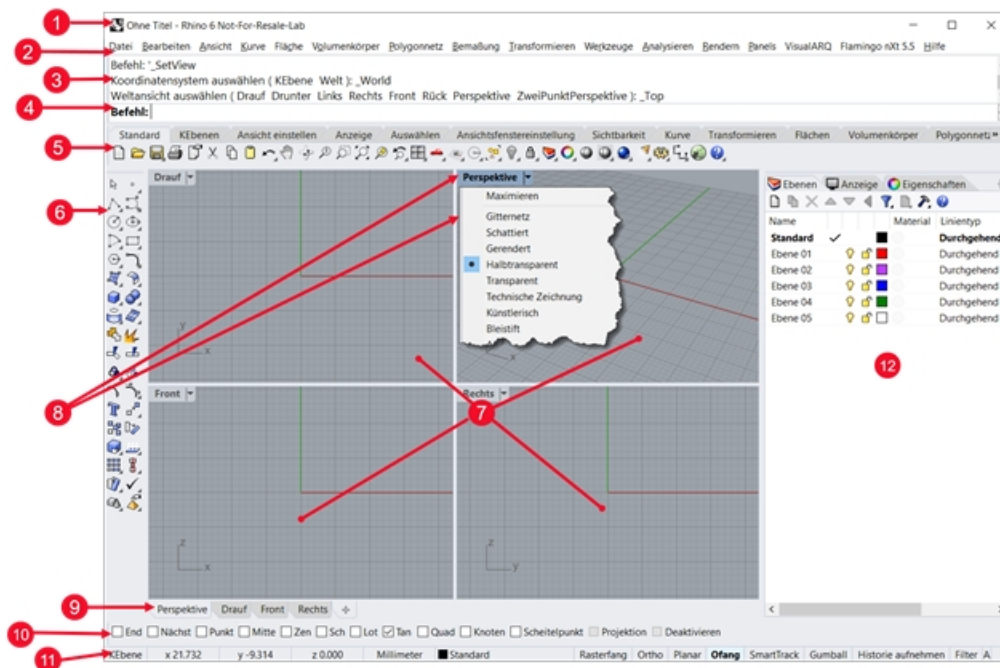 1
Ohne Titel - Rhino 6 Not-For-Resale-Lab
2
Datei Bearbeiten Ansicht Kurve Fläche Volumenkörper Polygonnetz Bemaßung Transformieren Werkzeuge Analysieren Rendern Panels VisualARQ Flamingo nXt 5.5 Hilfe
Befehl: '_SetView
3
Koordinatensystem auswählen ( KEbene Welt ): _World
Weltansicht auswählen ( Drauf Drunter Links Rechts Front Rück Perspektive ZweiPunktPerspektive ): _Top
4
Befehl:
Standard KEbenen Ansicht einstellen Anzeige Auswählen Ansichtsfenstereinstellung Sichtbarkeit Kurve Transformieren Flächen Volumenkörper Polygonnetz
5
6
Drauf
Perspektive
Maximieren
Gitternetz
Schattiert
Gerendert
Halbtransparent
Transparent
Technische Zeichnung
Künstlerisch
Bleistift
y
x
x
Ebenen Anzeige Eigenschaften
Name Material Linientyp
Standard Durchgehend
Ebene 01 Durchgehend
Ebene 02 Durchgehend
Ebene 03 Durchgehend
Ebene 04 Durchgehend
Ebene 05 Durchgehend
12
8
7
Front
Rechts
z
x
z
y
9
Perspektive Drauf Front Rechts
10
End Nächst Punkt Mitte Zen Sch Lot Tan Quad Knoten Scheitelpunkt Projektion Deaktivieren
11
KEbene x 21.732 y -9.314 z 0.000 Millimeter Standard Rasterfang Ortho Planar Ofang SmartTrack Gumball Historie aufnehmen Filter A